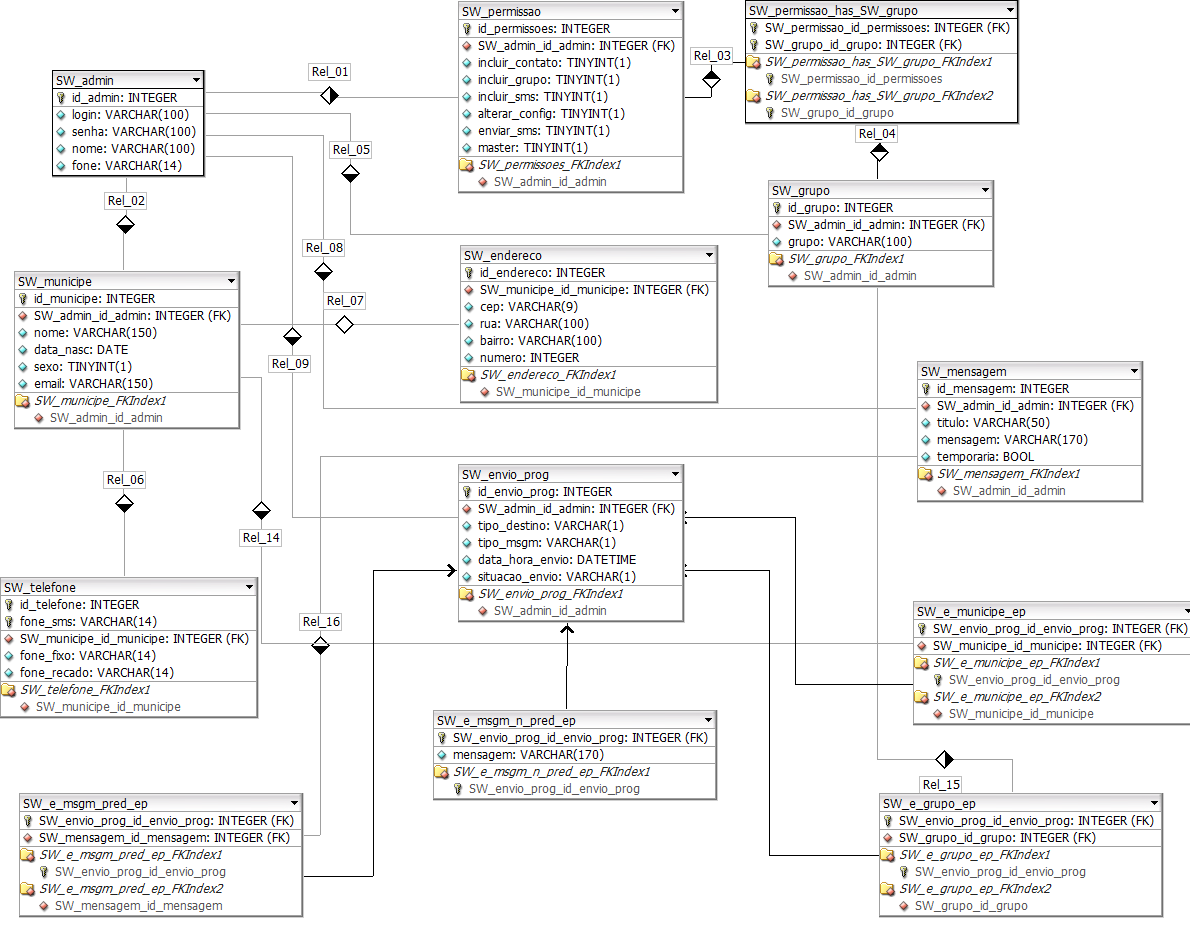 SW_permissao
id_permissoes: INTEGER
SW_admin_id_admin: INTEGER (FK)
incluir_contato: TINYINT(1)
incluir_grupo: TINYINT(1)
incluir_sms: TINYINT(1)
alterar_config: TINYINT(1)
enviar_sms: TINYINT(1)
master: TINYINT(1)
SW_permissoes_FKIndex1
SW_admin_id_admin
SW_permissao_has_SW_grupo
SW_permissao_id_permissoes: INTEGER (FK)
SW_grupo_id_grupo: INTEGER (FK)
SW_permissao_has_SW_grupo_FKIndex1
SW_permissao_id_permissoes
SW_permissao_has_SW_grupo_FKIndex2
SW_grupo_id_grupo
Rel_03
Rel_01
SW_admin
id_admin: INTEGER
login: VARCHAR(100)
senha: VARCHAR(100)
nome: VARCHAR(100)
fone: VARCHAR(14)
Rel_04
Rel_05
SW_grupo
id_grupo: INTEGER
SW_admin_id_admin: INTEGER (FK)
grupo: VARCHAR(100)
SW_grupo_FKIndex1
SW_admin_id_admin
Rel_02
Rel_08
SW_endereco
id_endereco: INTEGER
SW_municipe_id_municipe: INTEGER (FK)
cep: VARCHAR(9)
rua: VARCHAR(100)
bairro: VARCHAR(100)
numero: INTEGER
SW_endereco_FKIndex1
SW_municipe_id_municipe
SW_municipe
id_municipe: INTEGER
SW_admin_id_admin: INTEGER (FK)
nome: VARCHAR(150)
data_nasc: DATE
sexo: TINYINT(1)
email: VARCHAR(150)
SW_municipe_FKIndex1
SW_admin_id_admin
Rel_07
Rel_09
SW_mensagem
id_mensagem: INTEGER
SW_admin_id_admin: INTEGER (FK)
titulo: VARCHAR(50)
mensagem: VARCHAR(170)
temporaria: BOOL
SW_mensagem_FKIndex1
SW_admin_id_admin
Rel_06
SW_envio_prog
id_envio_prog: INTEGER
SW_admin_id_admin: INTEGER (FK)
tipo_destino: VARCHAR(1)
tipo_msgm: VARCHAR(1)
data_hora_envio: DATETIME
situacao_envio: VARCHAR(1)
SW_envio_prog_FKIndex1
SW_admin_id_admin
Rel_14
SW_telefone
id_telefone: INTEGER
fone_sms: VARCHAR(14)
SW_municipe_id_municipe: INTEGER (FK)
fone_fixo: VARCHAR(14)
fone_recado: VARCHAR(14)
SW_telefone_FKIndex1
SW_municipe_id_municipe
Rel_16
SW_e_municipe_ep
SW_envio_prog_id_envio_prog: INTEGER (FK)
SW_municipe_id_municipe: INTEGER (FK)
SW_e_municipe_ep_FKIndex1
SW_envio_prog_id_envio_prog
SW_e_municipe_ep_FKIndex2
SW_municipe_id_municipe
SW_e_msgm_n_pred_ep
SW_envio_prog_id_envio_prog: INTEGER (FK)
mensagem: VARCHAR(170)
SW_e_msgm_n_pred_ep_FKIndex1
SW_envio_prog_id_envio_prog
Rel_15
SW_e_msgm_pred_ep
SW_envio_prog_id_envio_prog: INTEGER (FK)
SW_mensagem_id_mensagem: INTEGER (FK)
SW_e_msgm_pred_ep_FKIndex1
SW_envio_prog_id_envio_prog
SW_e_msgm_pred_ep_FKIndex2
SW_mensagem_id_mensagem
SW_e_grupo_ep
SW_envio_prog_id_envio_prog: INTEGER (FK)
SW_grupo_id_grupo: INTEGER (FK)
SW_e_grupo_ep_FKIndex1
SW_envio_prog_id_envio_prog
SW_e_grupo_ep_FKIndex2
SW_grupo_id_grupo